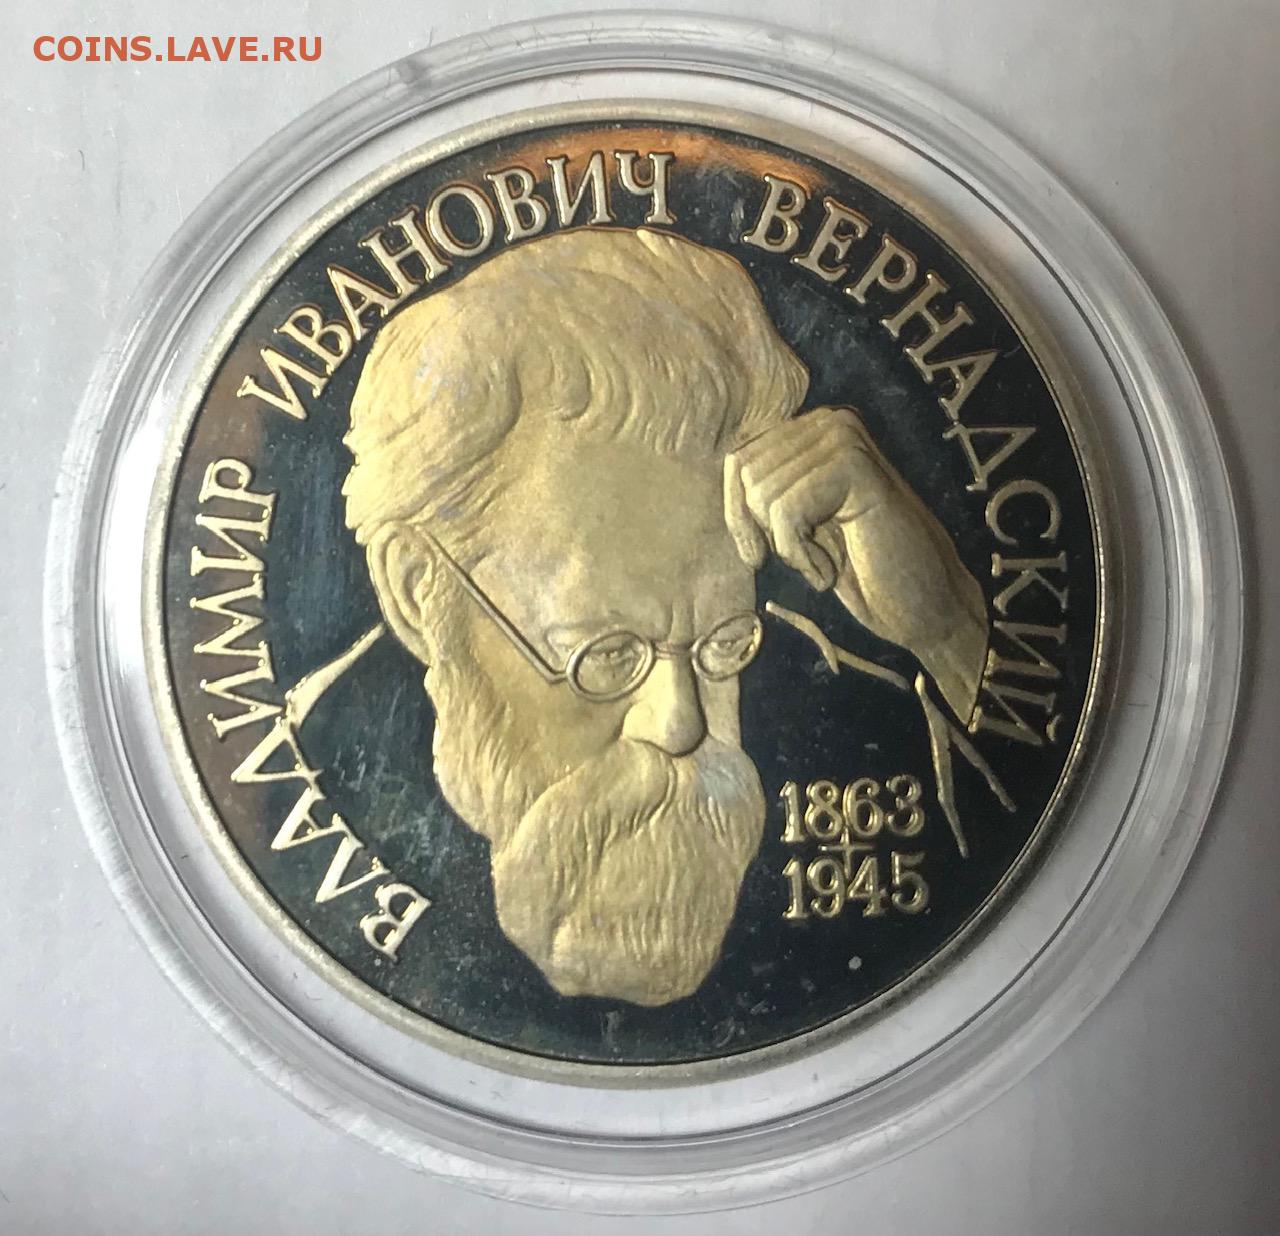 COINS.LAVE.RU
ВЛАДИМИР ИВАНОВИЧ ВЕРНАДСКИЙ
1863
1945